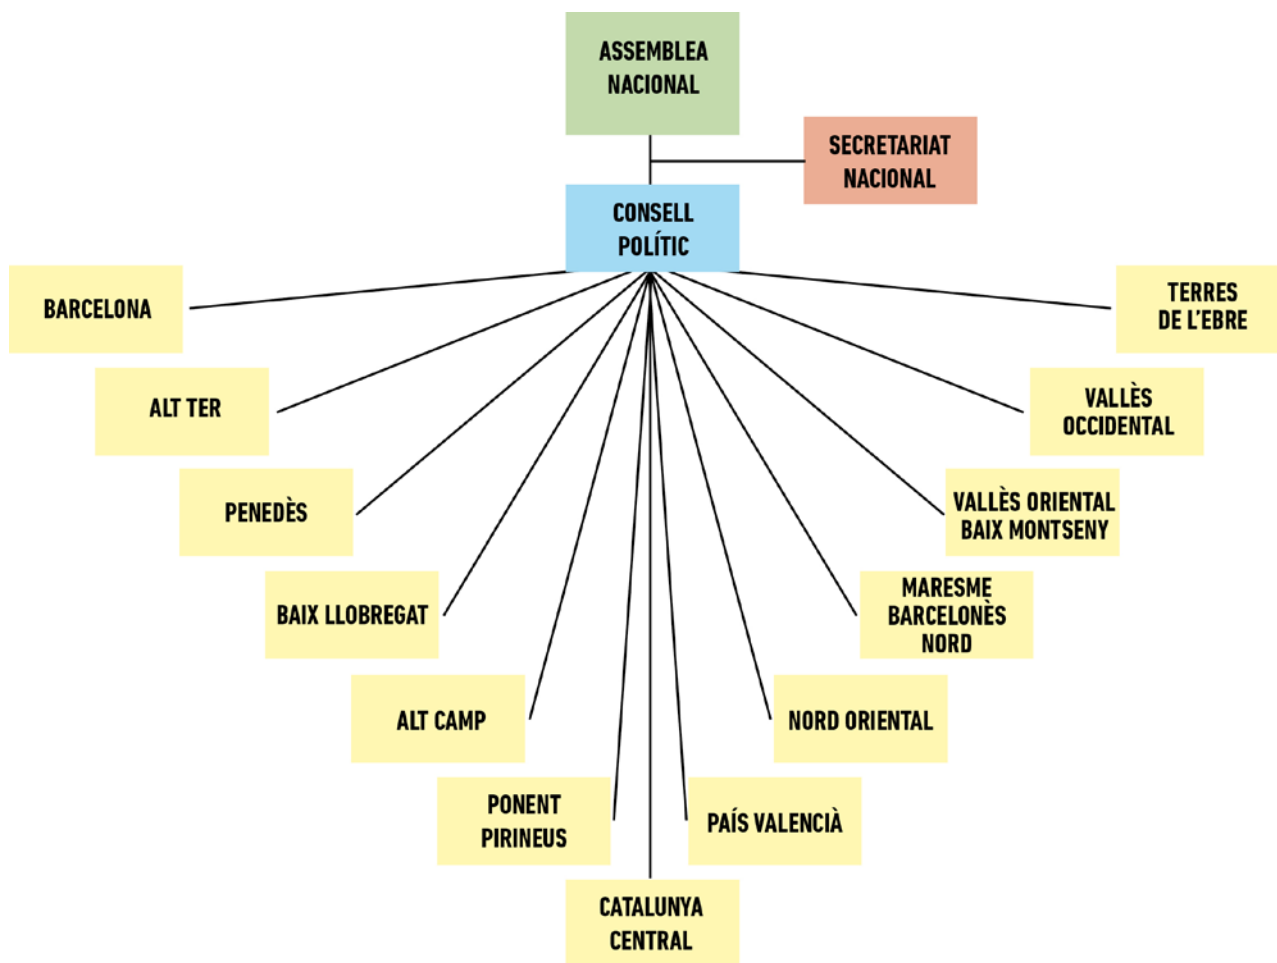 ASSEMBLEA
NACIONAL
SECRETARIAT
NACIONAL
CONSELL
POLÍTIC
BARCELONA
TERRES
DE L'EBRE
ALT TER
VALLÈS
OCCIDENTAL
PENEDÈS
VALLÈS ORIENTAL
BAIX MONTSENY
BAIX LLOBREGAT
MARESME
BARCELONÈS
NORD
ALT CAMP
NORD ORIENTAL
PONENT
PIRINEUS
PAÍS VALENCIÀ
CATALUNYA
CENTRAL